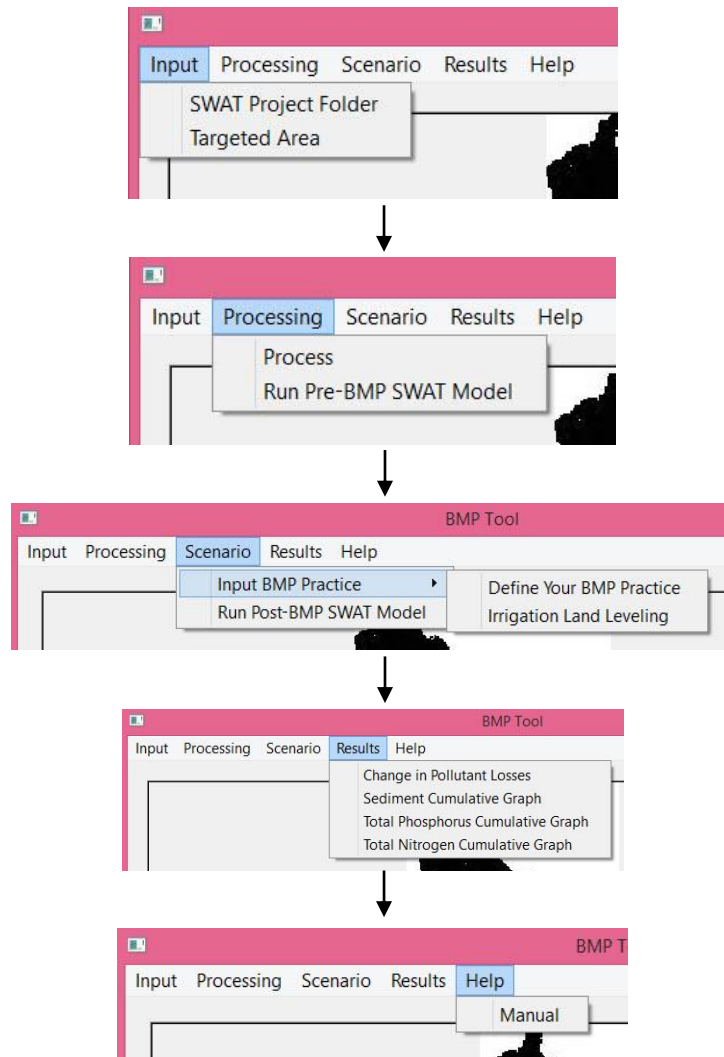 Input Processing Scenario Results Help
SWAT Project Folder
Targeted Area
Input Processing Scenario Results Help
Process
Run Pre-BMP SWAT Model
BMP Tool
Input Processing Scenario Results Help
Input BMP Practice
Run Post-BMP SWAT Model
Define Your BMP Practice
Irrigation Land Leveling
BMP Tool
Input Processing Scenario Results Help
Change in Pollutant Losses
Sediment Cumulative Graph
Total Phosphorus Cumulative Graph
Total Nitrogen Cumulative Graph
BMP T
Input Processing Scenario Results Help
Manual